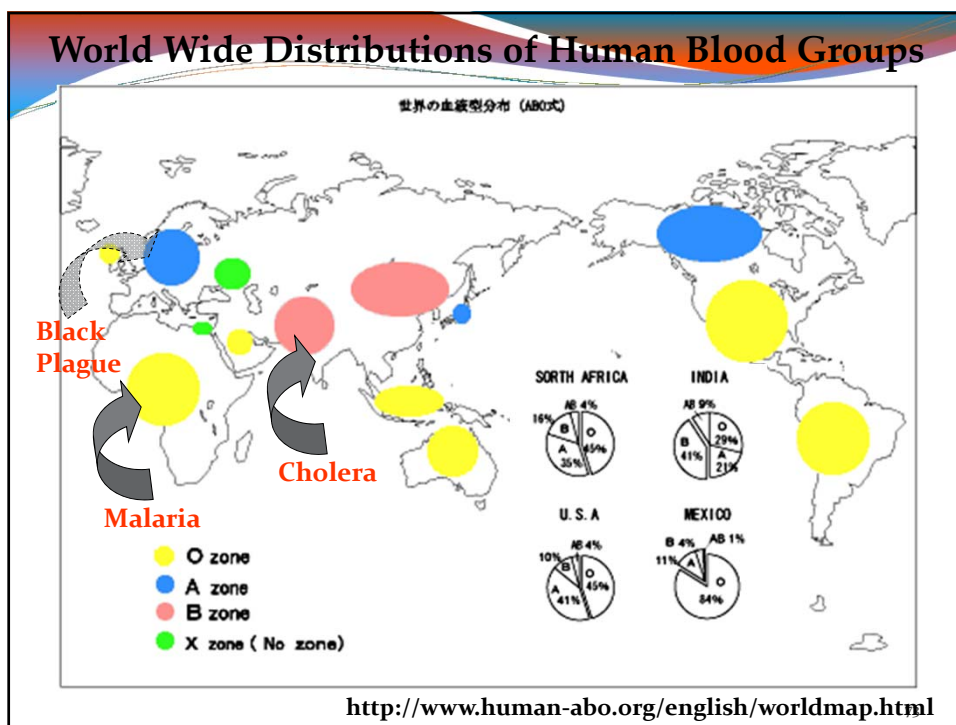 World Wide Distributions of Human Blood Groups
世界の血液型分布 (ABO式)
Black
Plague
Malaria
Cholera
SORTH AFRICA
AB 4%
16%
B
O
45%
A
35%
INDIA
AB 9%
O
29%
B
41%
A
21%
U.S.A
AB 4%
10%
B
O
45%
A
41%
MEXICO
B 4%
AB 1%
11%
A
O
84%
O zone
A zone
B zone
X zone ( No zone)
http://www.human-abo.org/english/worldmap.html